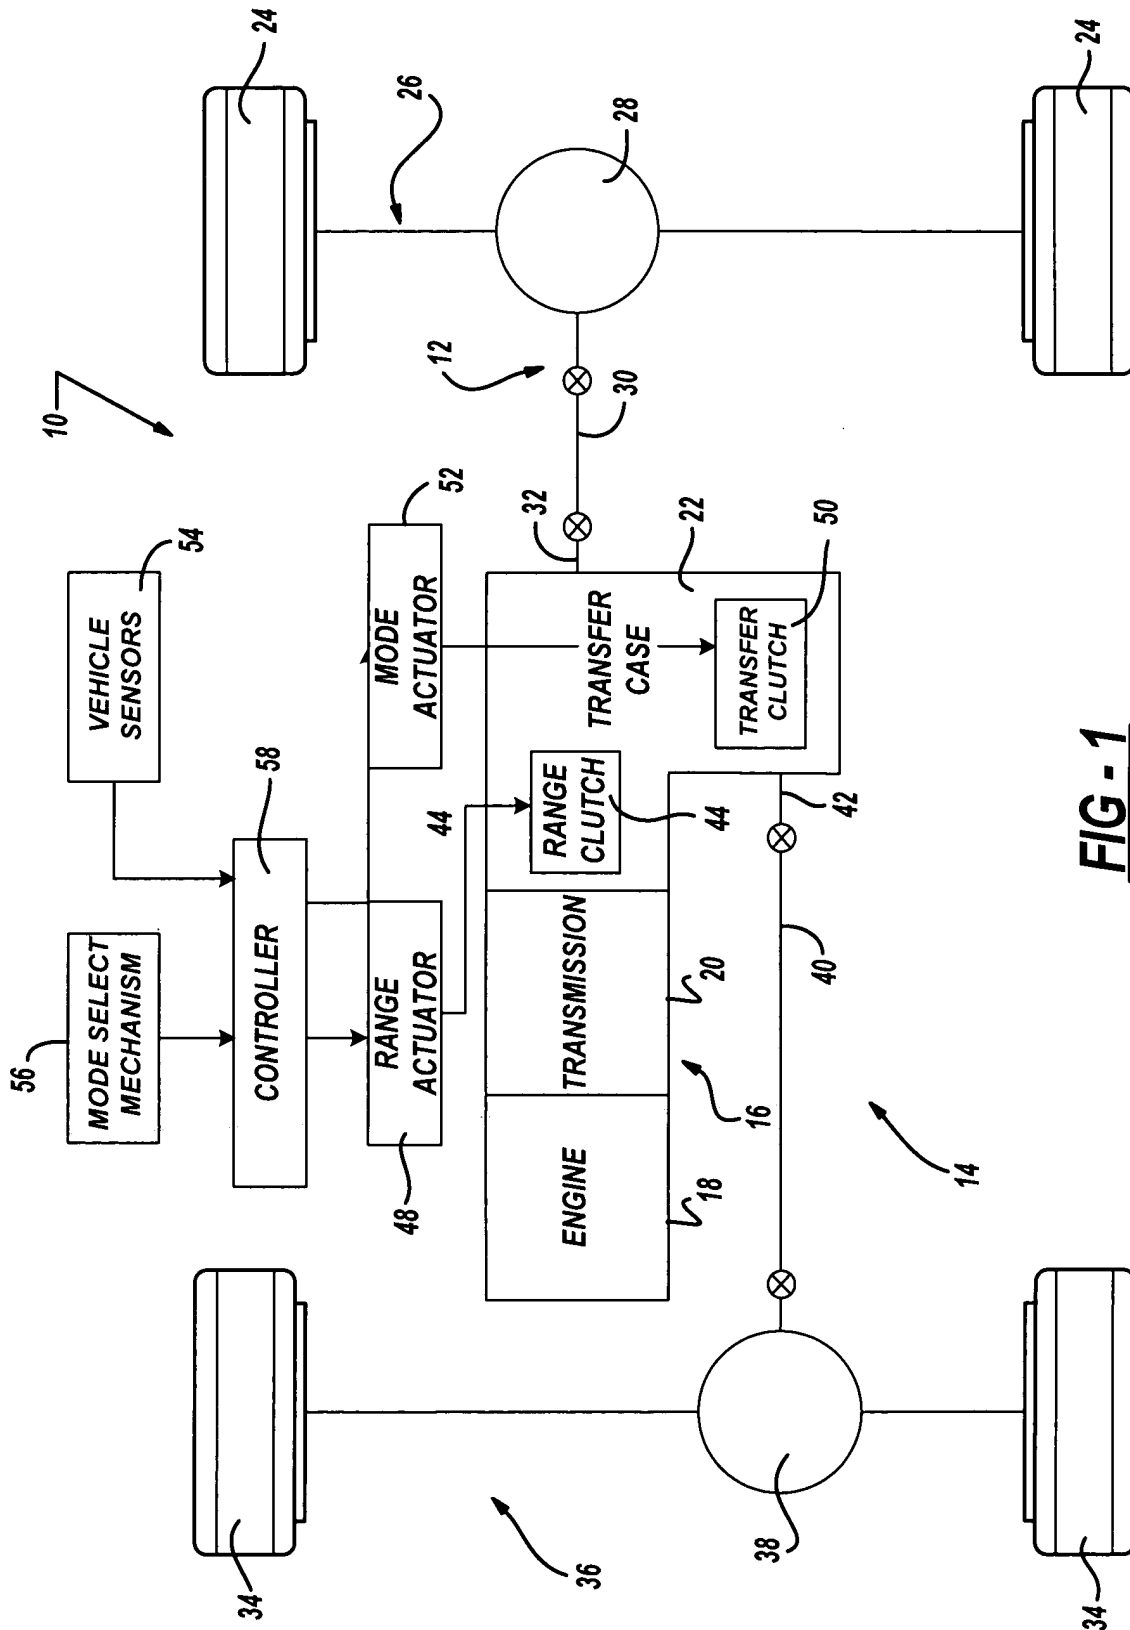 10
24
26
28
24
12
30
32
VEHICLE
SENSORS
54
MODE SELECT
MECHANISM
56
CONTROLLER
58
MODE
ACTUATOR
52
RANGE
ACTUATOR
48
44
TRANSFER
CASE
22
TRANSFER
CLUTCH
50
RANGE
CLUTCH
44
TRANSMISSION
20
ENGINE
18
16
42
40
14
34
36
38
34
FIG - 1